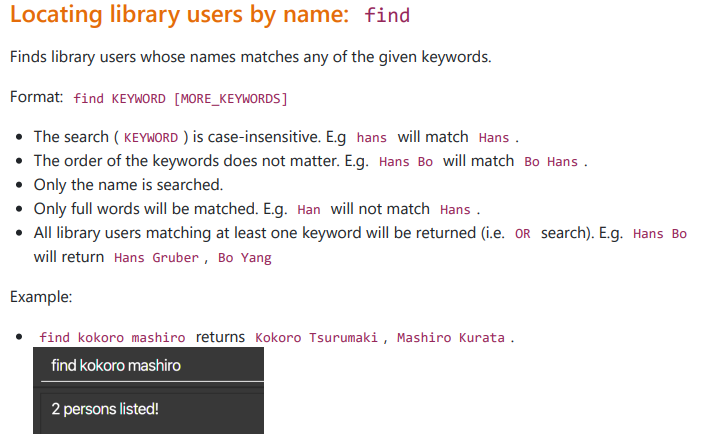 Locating library users by name: find
Finds library users whose names matches any of the given keywords.
Format: find KEYWORD [MORE_KEYWORDS]
The search ( KEYWORD ) is case-insensitive. E.g hans will match Hans .
The order of the keywords does not matter. E.g. Hans Bo will match Bo Hans .
Only the name is searched.
Only full words will be matched. E.g. Han will not match Hans .
All library users matching at least one keyword will be returned (i.e. OR search). E.g. Hans Bo
will return Hans Gruber , Bo Yang
Example:
find kokoro mashiro returns Kokoro Tsurumaki , Mashiro Kurata .
find kokoro mashiro
2 persons listed!